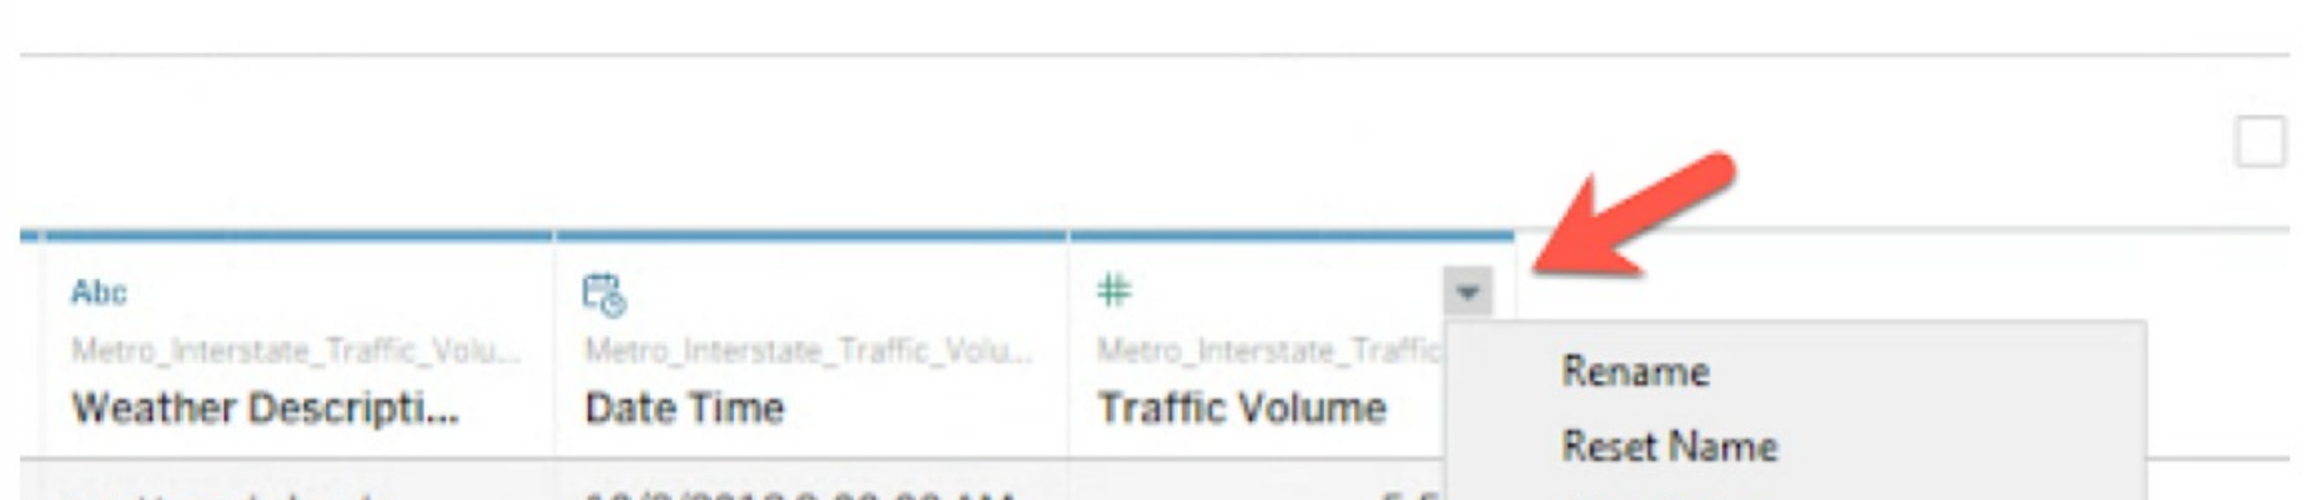 Abc
Metro_Interstate_Traffic_Volu... Metro_Interstate_Traffic_Volu... Metro_Interstate_Traffic
Weather Descripti... Date Time Traffic Volume
Rename
Reset Name